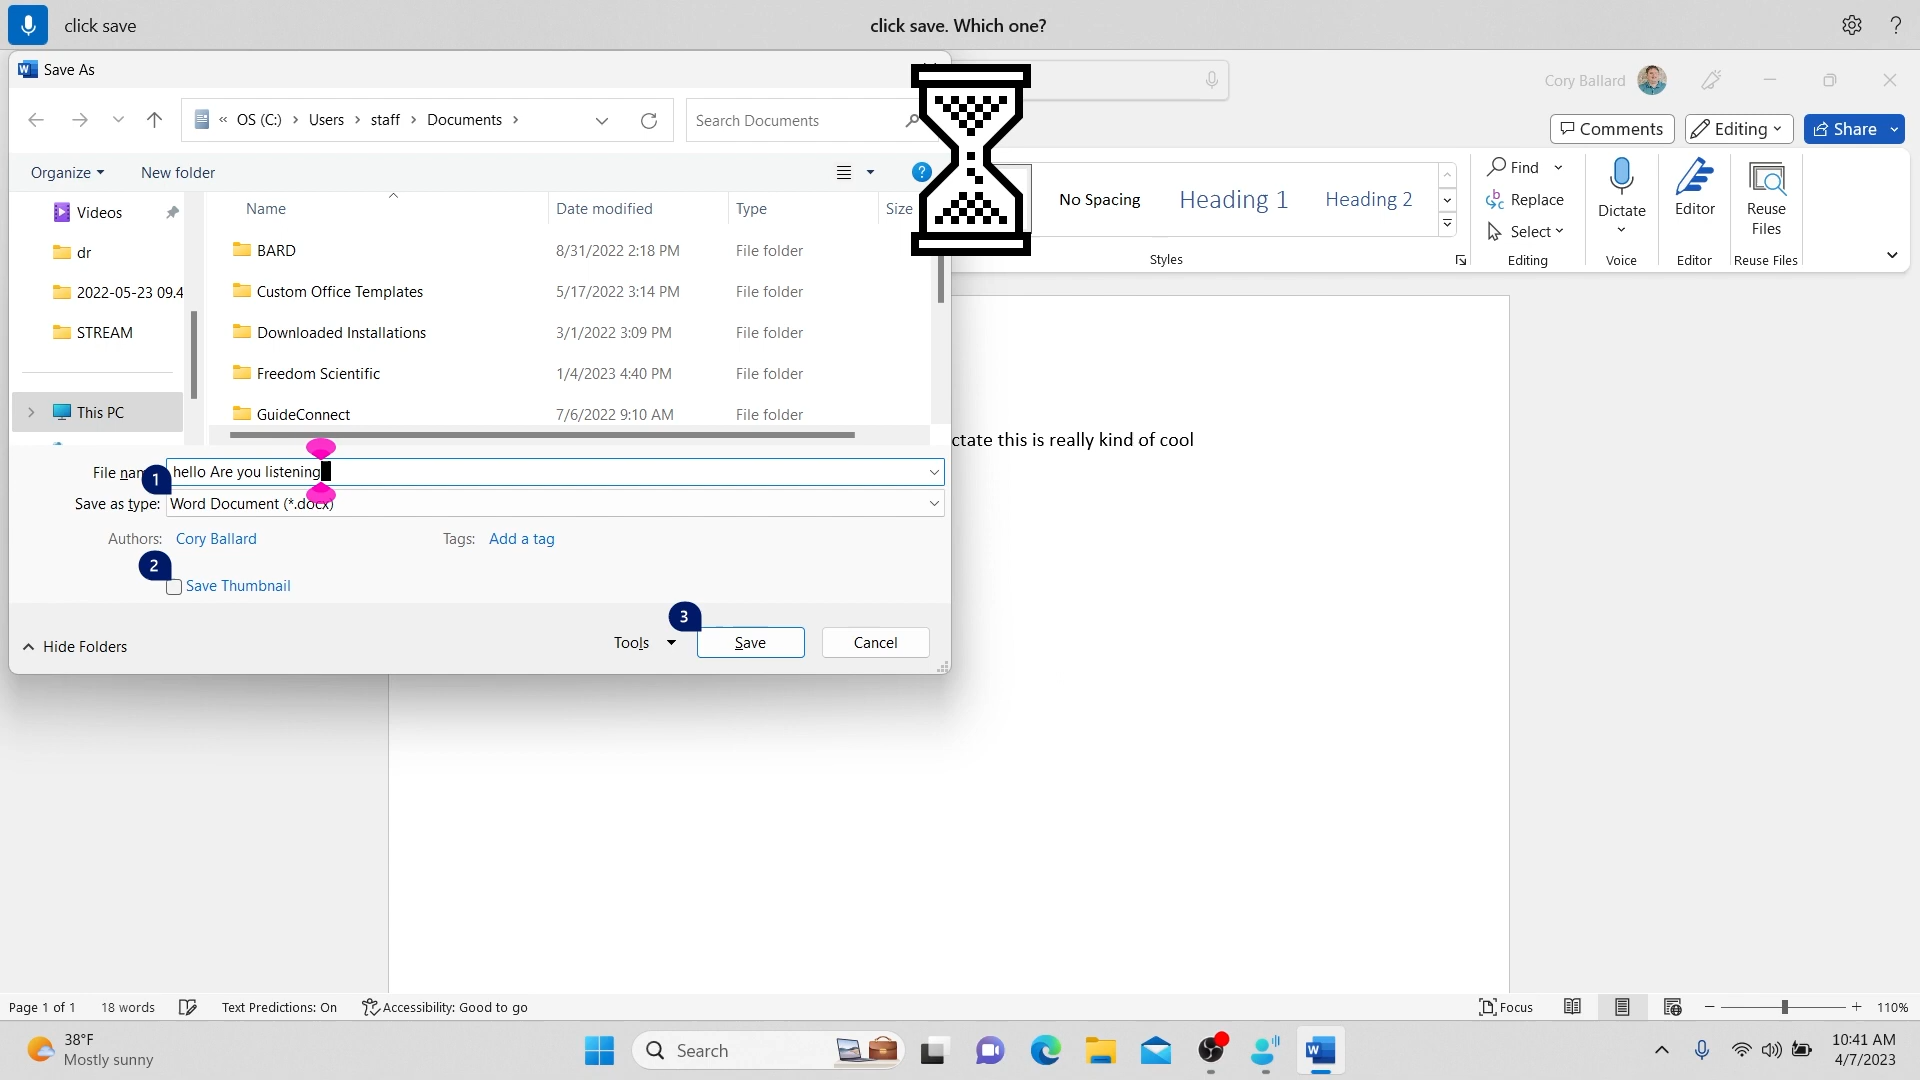 click save
click save. Which one?
?
Save As
Cory Ballard
« OS (C:) > Users > staff > Documents >
Search Documents
Comments
Editing
Share
Organize
New folder
?
Videos
dr
2022-05-23 09.4
STREAM
This PC
Name
Date modified
Type
Size
BARD
8/31/2022 2:18 PM
File folder
Custom Office Templates
5/17/2022 3:14 PM
File folder
Downloaded Installations
3/1/2022 3:09 PM
File folder
Freedom Scientific
1/4/2023 4:40 PM
File folder
GuideConnect
7/6/2022 9:10 AM
File folder
No Spacing
Heading 1
Heading 2
Styles
Find
Replace
Select
Editing
Dictate
Voice
Editor
Editor
Reuse
Files
Reuse Files
ctate this is really kind of cool
File nam
1
hello Are you listening
Save as type:
Word Document (*.docx)
Authors:
Cory Ballard
Tags:
Add a tag
2
Save Thumbnail
3
Hide Folders
Tools
Save
Cancel
Page 1 of 1
18 words
Text Predictions: On
Accessibility: Good to go
Focus
110%
38°F
Mostly sunny
Search
10:41 AM
4/7/2023